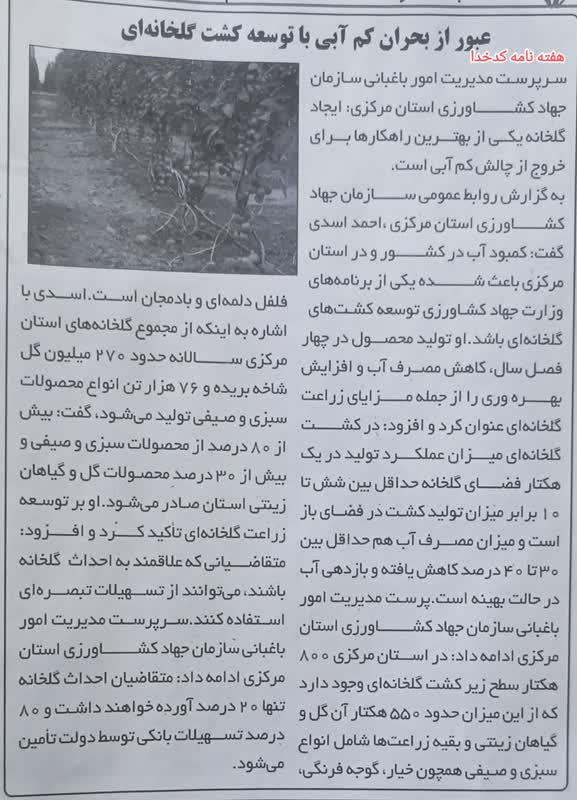 عبور از بحران کم آبی با توسعه کشت گلخانه‌ای
هفته نامه کدخدا
سرپرست مدیریت امور باغبانی سازمان
جهاد کشاورزی استان مرکزی: ایجاد
گلخانه یکی از بهترین راهکارها برای
خروج از چالش کم آبی است.
به گزارش روابط عمومی سازمان جهاد
کشاورزی استان مرکزی ،احمد اسدی
گفت: کمبود آب در کشور و در استان
مرکزی باعث شده یکی از برنامه‌های
وزارت جهاد کشاورزی توسعه کشت‌های
گلخانه‌ای باشد.او تولید محصول در چهار
فصل سال، کاهش مصرف آب و افزایش
بهره وری را از جمله مزایای زراعت
گلخانه‌ای عنوان کرد و افزود: در کشت
گلخانه‌ای میزان عملکرد تولید در یک
هکتار فضای گلخانه حداقل بین شش تا
۱۰ برابر میزان تولید کشت در فضای باز
است و میزان مصرف آب هم حداقل بین
۳۰ تا ۴۰ درصد کاهش یافته و بازدهی آب
در حالت بهینه است.پرست مدیریت امور
باغبانی سازمان جهاد کشاورزی استان
مرکزی ادامه داد: در استان مرکزی ۸۰۰
هکتار سطح زیر کشت گلخانه‌ای وجود دارد
که از این میزان حدود ۵۵۰ هکتار آن گل و
گیاهان زینتی و بقیه زراعت‌ها شامل انواع
سبزی و صیفی همچون خیار، گوجه فرنگی،
فلفل دلمه‌ای و بادمجان است.اسدی با
اشاره به اینکه از مجموع گلخانه‌های استان
مرکزی سالانه حدود ۲۷۰ میلیون گل
شاخه بریده و ۷۶ هزار تن انواع محصولات
سبزی و صیفی تولید می‌شود، گفت: بیش
از ۸۰ درصد از محصولات سبزی و صیفی و
بیش از ۳۰ درصد محصولات گل و گیاهان
زینتی استان صادر می‌شود.او بر توسعه
زراعت گلخانه‌ای تأکید کرد و افزود:
متقاضیانی که علاقمند به احداث گلخانه
باشند، می‌توانند از تسهیلات تبصره‌ای
استفاده کنند.سرپرست مدیریت امور
باغبانی سازمان جهاد کشاورزی استان
مرکزی ادامه داد: متقاضیان احداث گلخانه
تنها ۲۰ درصد آورده خواهند داشت و ۸۰
درصد تسهیلات بانکی توسط دولت تأمین
می‌شود.